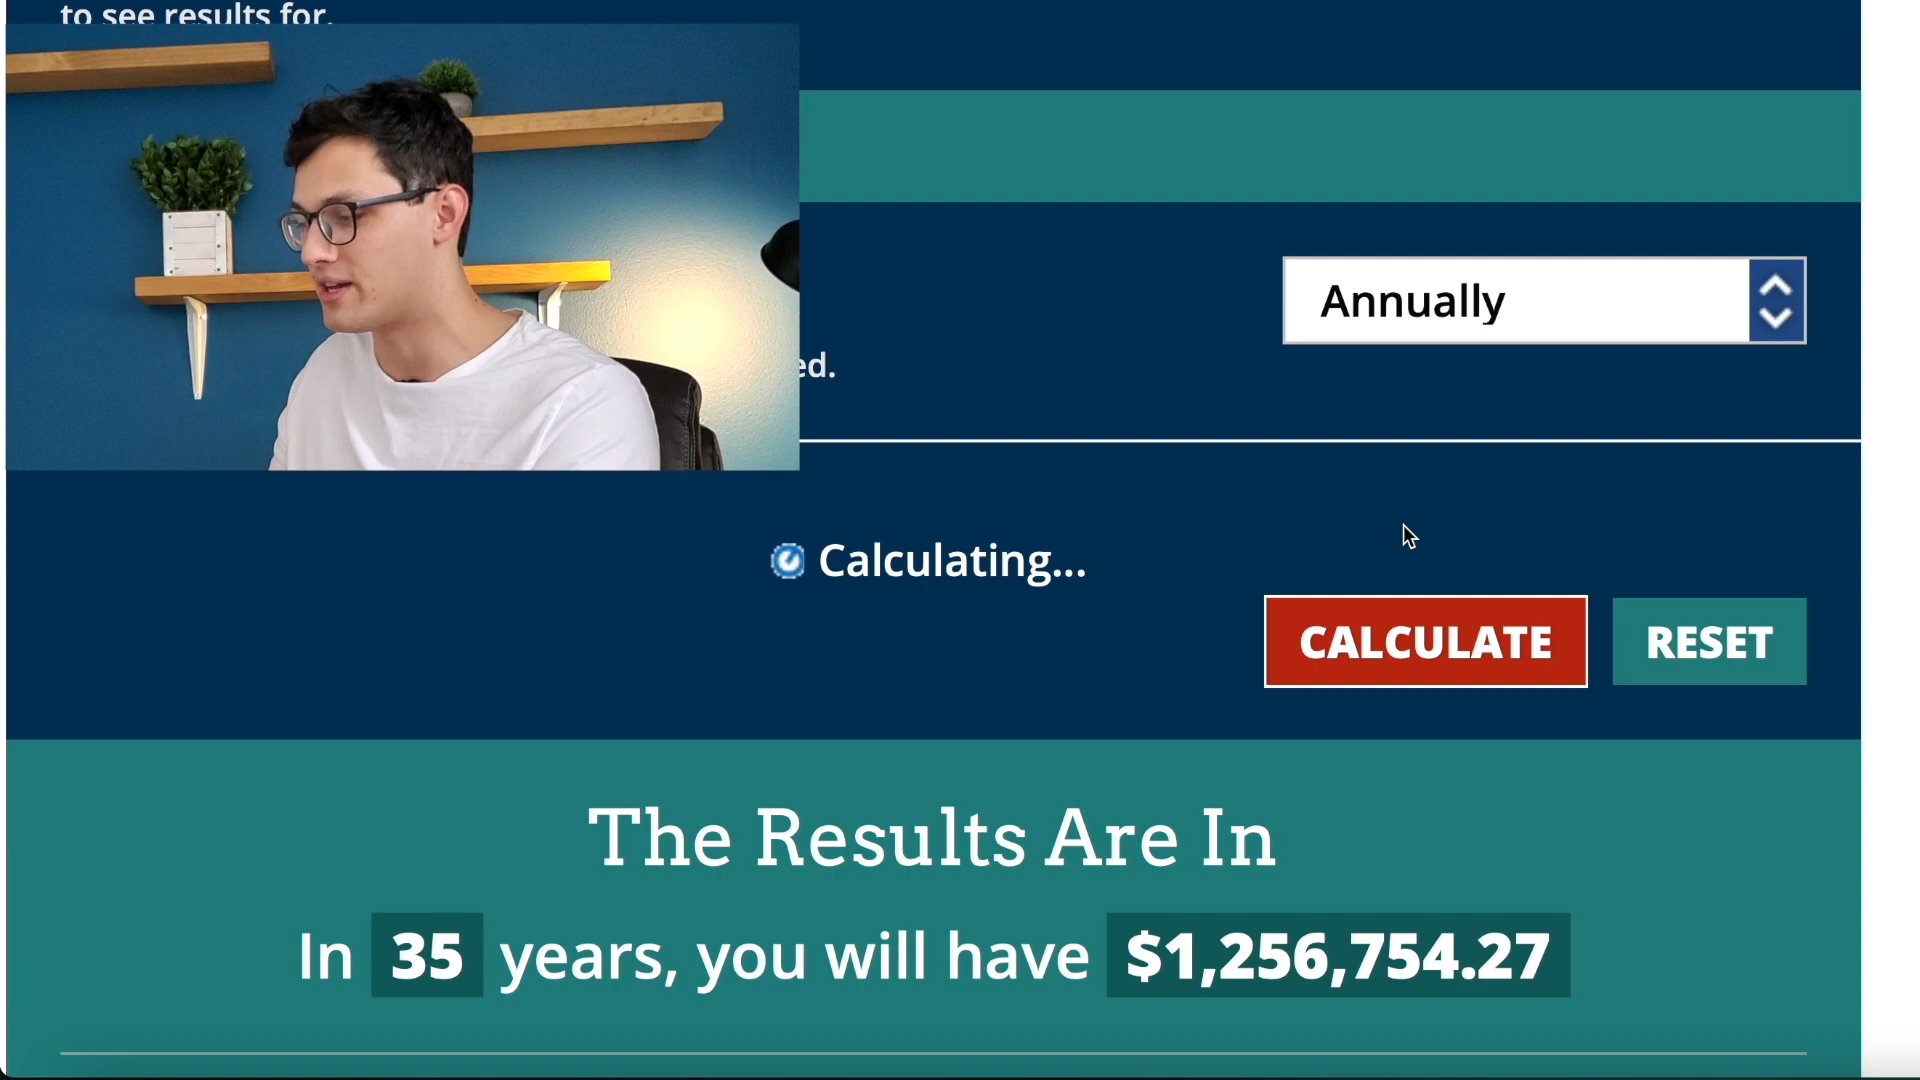 to see results for.
Annually
ed.
Calculating...
CALCULATE
RESET
The Results Are In
In 35 years, you will have $1,256,754.27